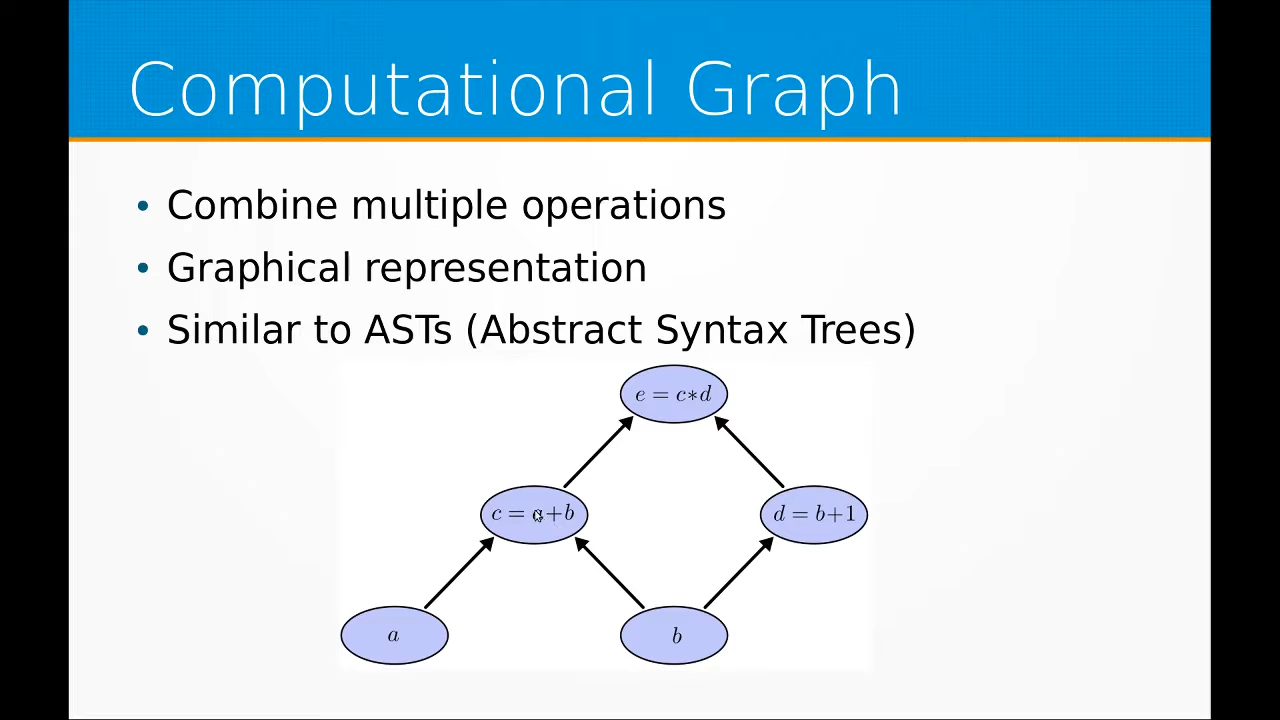 Computational Graph
• Combine multiple operations
• Graphical representation
• Similar to ASTs (Abstract Syntax Trees)
e = c*d
c = a+b
d = b+1
a
b